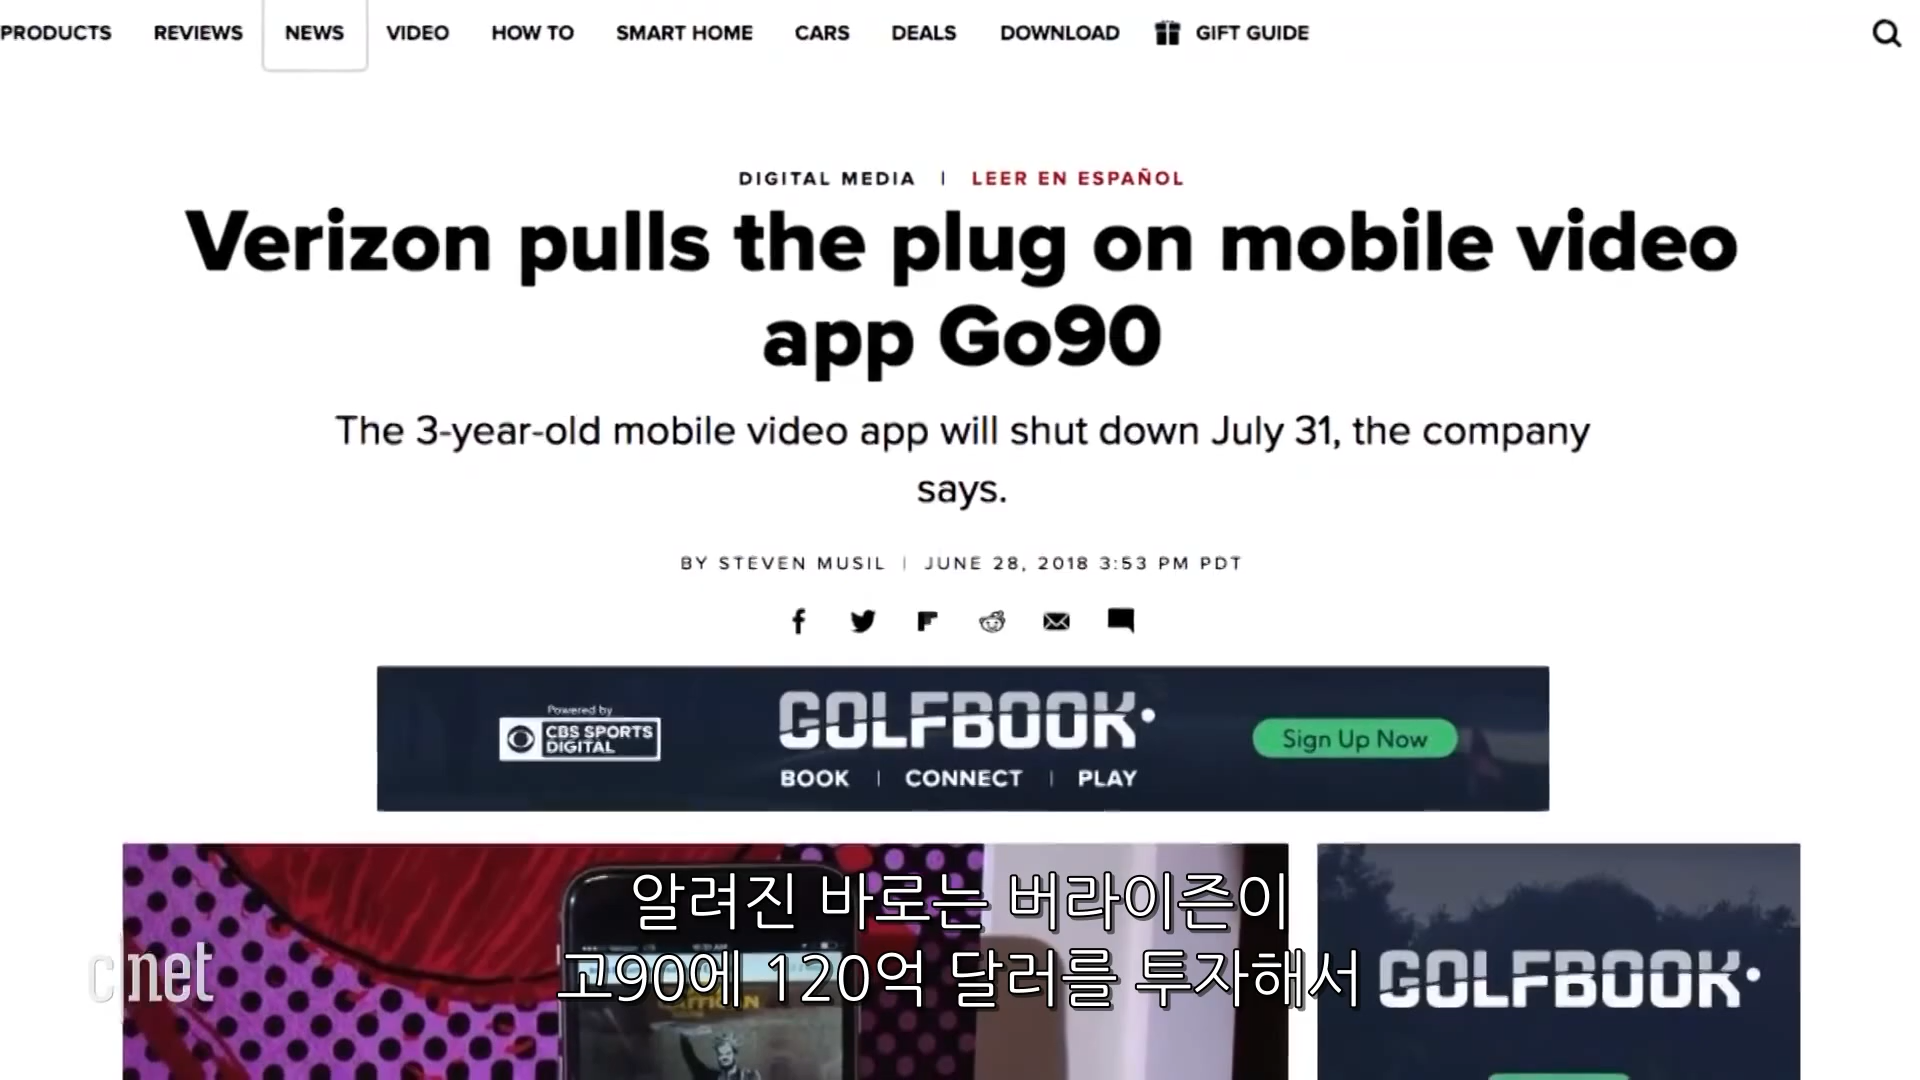 PRODUCTS REVIEWS NEWS VIDEO HOW TO SMART HOME CARS DEALS DOWNLOAD GIFT GUIDE
DIGITAL MEDIA | LEER EN ESPAÑOL
Verizon pulls the plug on mobile video
app Go90
The 3-year-old mobile video app will shut down July 31, the company
says.
BY STEVEN MUSIL | JUNE 28, 2018 3:53 PM PDT
Powered by
CBS SPORTS
DIGITAL
GOLFBOOK
BOOK | CONNECT | PLAY
Sign Up Now
알려진 바로는 버라이즌이
고90에 120억 달러를 투자해서
c|net
GOLFBOOK